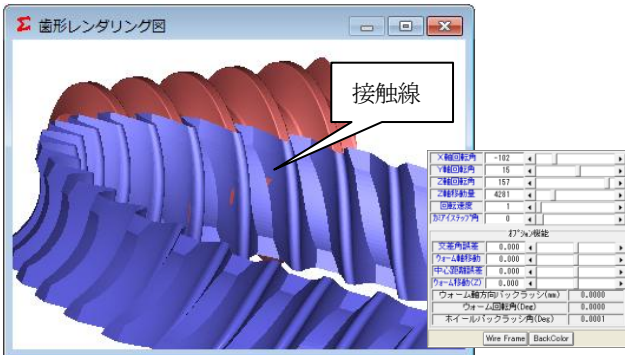 歯形レンダリング図
接触線
X軸回転角 -102
Y軸回転角 15
Z軸回転角 157
Z軸移動量 4281
回転速度 1
カリアイステップ角 0
オプション機能
交差角誤差 0.000
ウォーム軸移動 0.000
中心距離誤差 0.000
ウォーム移動(Z) 0.000
ウォーム軸方向バックラッシ(mm) 0.0000
ウォーム回転角(Deg) 0.0000
ホイールバックラッシ角(Deg) 0.0001
Wire Frame BackColor